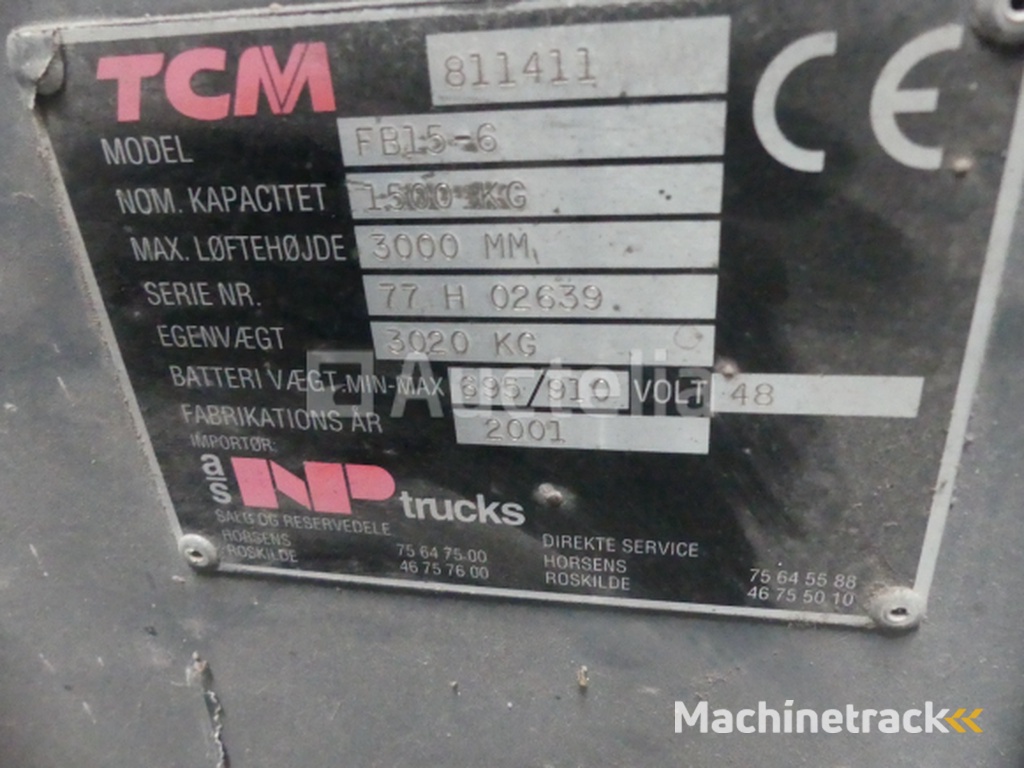 TCM 811411 CE
MODEL FB15-6
NOM. KAPACITET 1500 KG
MAX. LØFTEHØJDE 3000 MM
SERIE NR. 77 H 02639
EGENVÆGT 3020 KG
BATTERI VÆGT.MIN-MAX 695/910 VOLT 48
FABRIKATIONS ÅR 2001
IMPORTØR:
a/s NP trucks
SALG OG RESERVEDELE
HORSENS 75 64 75 00
ROSKILDE 46 75 76 00
DIREKTE SERVICE
HORSENS 75 64 55 88
ROSKILDE 46 75 50 10
Auctelia
Machinetrack